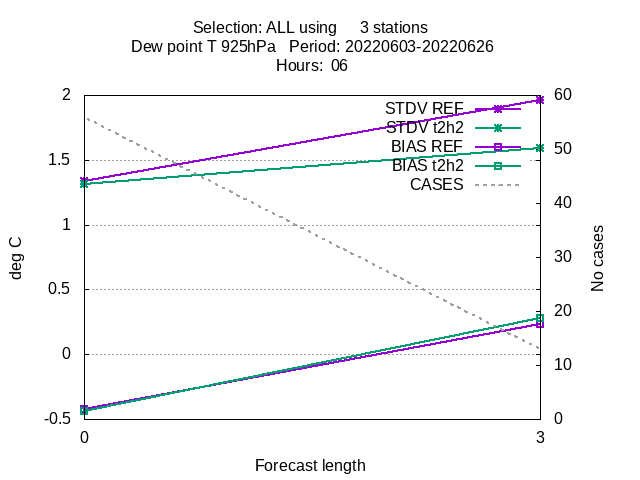 Selection: ALL using 3 stations
Dew point T 925hPa Period: 20220603-20220626
Hours: 06
2
1.5
1
0.5
0
-0.5
60
50
40
30
20
10
0
STDV REF
STDV t2h2
BIAS REF
BIAS t2h2
CASES
deg C
No cases
0
3
Forecast length